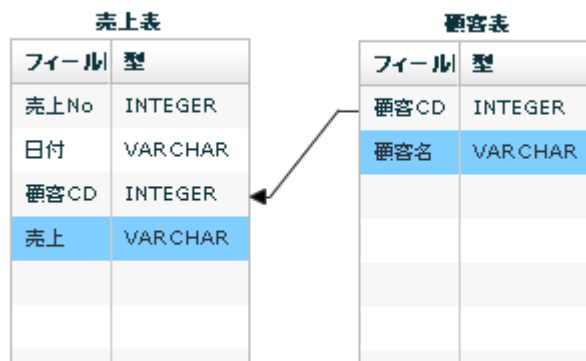 売上表
フィール 型
売上No INTEGER
日付 VARCHAR
顧客CD INTEGER
売上 VARCHAR
顧客表
フィール 型
顧客CD INTEGER
顧客名 VARCHAR